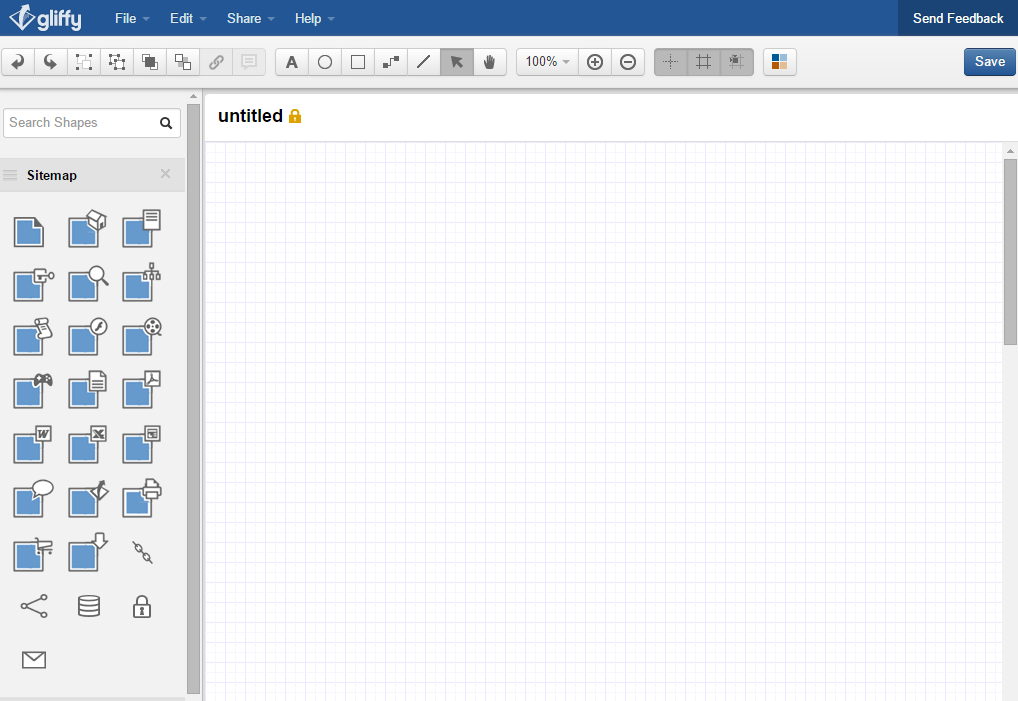 gliffy File Edit Share Help Send Feedback
A 100% Save
Search Shapes
untitled
Sitemap
W X